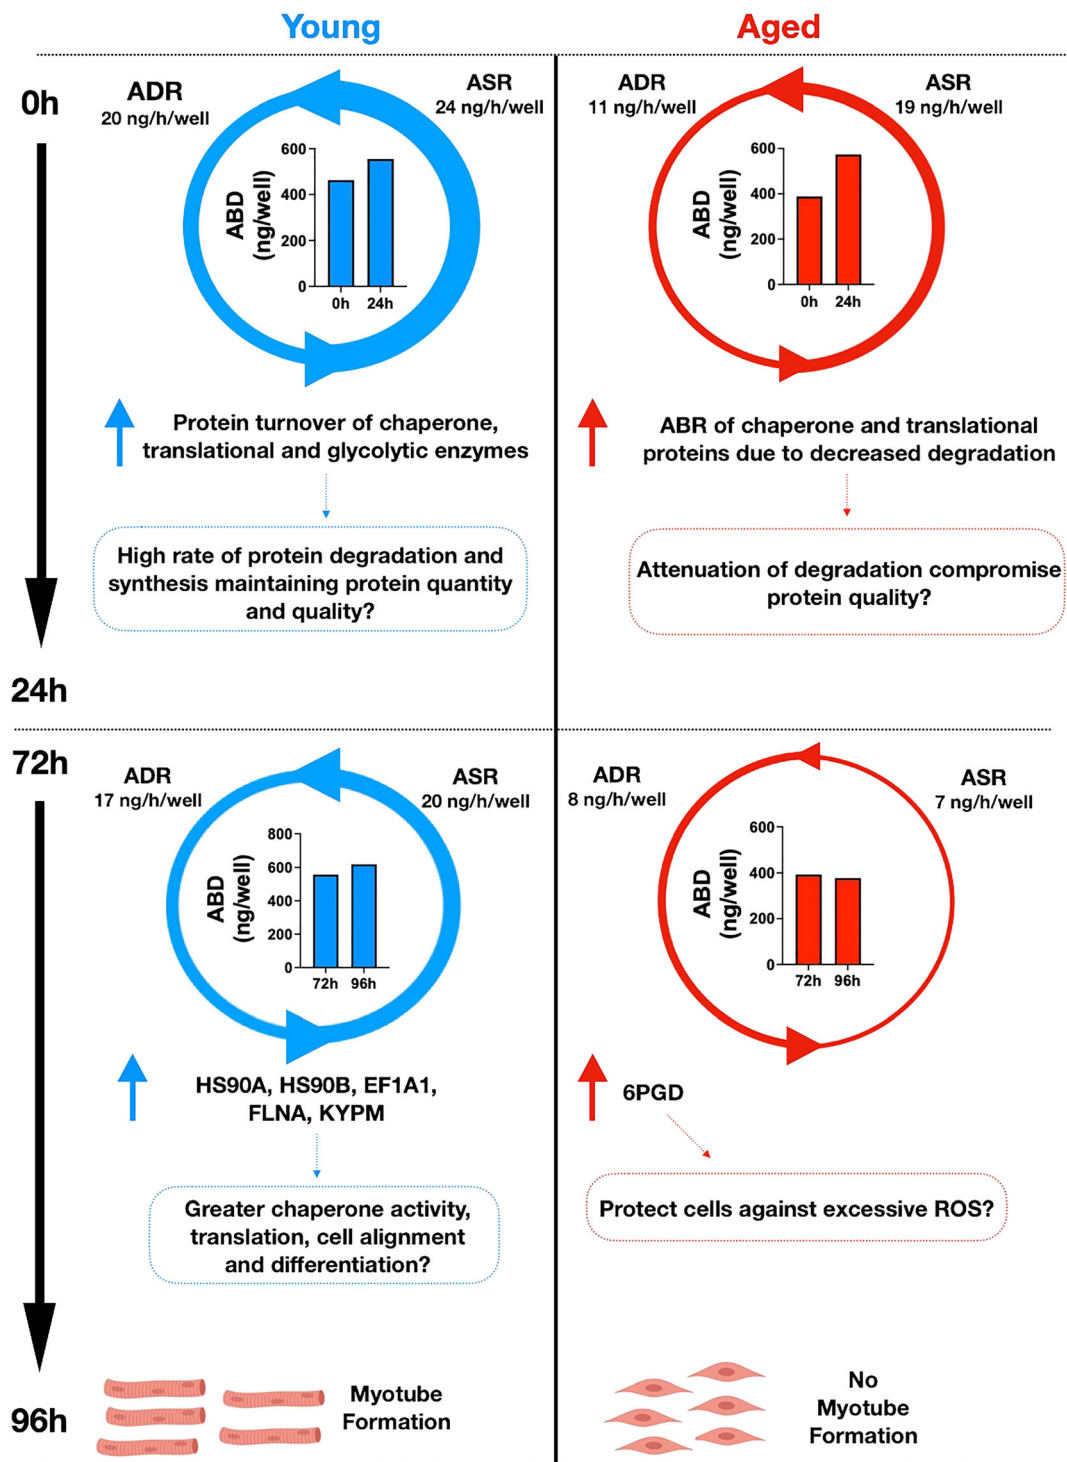 Young
Aged
0h
ADR
20 ng/h/well
ASR
24 ng/h/well
ABD
(ng/well)
600
400
200
0
0h
24h
ADR
11 ng/h/well
ASR
19 ng/h/well
ABD
(ng/well)
600
400
200
0
0h
24h
Protein turnover of chaperone,
translational and glycolytic enzymes
ABR of chaperone and translational
proteins due to decreased degradation
High rate of protein degradation and
synthesis maintaining protein quantity
and quality?
Attenuation of degradation compromise
protein quality?
24h
72h
ADR
17 ng/h/well
ASR
20 ng/h/well
ABD
(ng/well)
800
600
400
200
0
72h
96h
ADR
8 ng/h/well
ASR
7 ng/h/well
ABD
(ng/well)
600
400
200
0
72h
96h
HS90A, HS90B, EF1A1,
FLNA, KYPM
6PGD
Greater chaperone activity,
translation, cell alignment
and differentiation?
Protect cells against excessive ROS?
96h
Myotube
Formation
No
Myotube
Formation